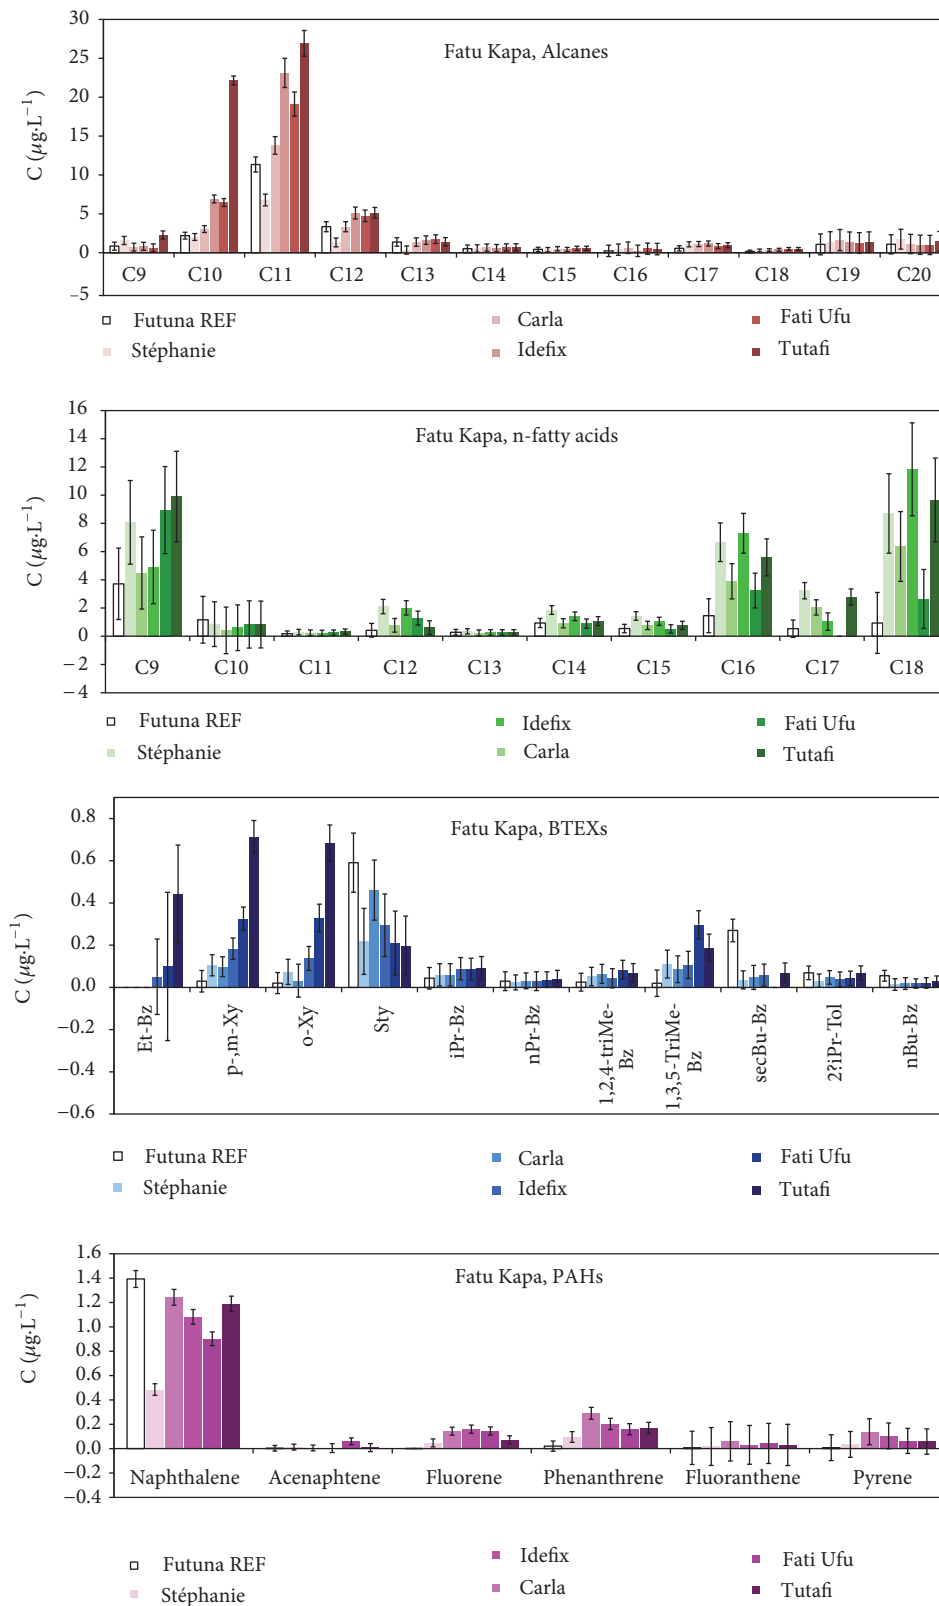 Fatu Kapa, Alcanes
C (µg·L⁻¹)
30
25
20
15
10
5
0
−5
C9 C10 C11 C12 C13 C14 C15 C16 C17 C18 C19 C20
Futuna REF
Stéphanie
Carla
Idefix
Fati Ufu
Tutafi
Fatu Kapa, n-fatty acids
C (µg·L⁻¹)
16
14
12
10
8
6
4
2
0
−2
−4
C9 C10 C11 C12 C13 C14 C15 C16 C17 C18
Futuna REF
Stéphanie
Idefix
Carla
Fati Ufu
Tutafi
Fatu Kapa, BTEXs
C (µg·L⁻¹)
0.8
0.6
0.4
0.2
0.0
−0.2
−0.4
−0.6
Et-Bz
p-,m-Xy
o-Xy
Sty
iPr-Bz
nPr-Bz
1,2,4-triMe-
Bz
1,3,5-TriMe-
Bz
secBu-Bz
2?iPr-Tol
nBu-Bz
Futuna REF
Stéphanie
Carla
Idefix
Fati Ufu
Tutafi
Fatu Kapa, PAHs
C (µg·L⁻¹)
1.6
1.4
1.2
1.0
0.8
0.6
0.4
0.2
0.0
−0.2
−0.4
Naphthalene Acenaphtene Fluorene Phenanthrene Fluoranthene Pyrene
Futuna REF
Stéphanie
Idefix
Carla
Fati Ufu
Tutafi